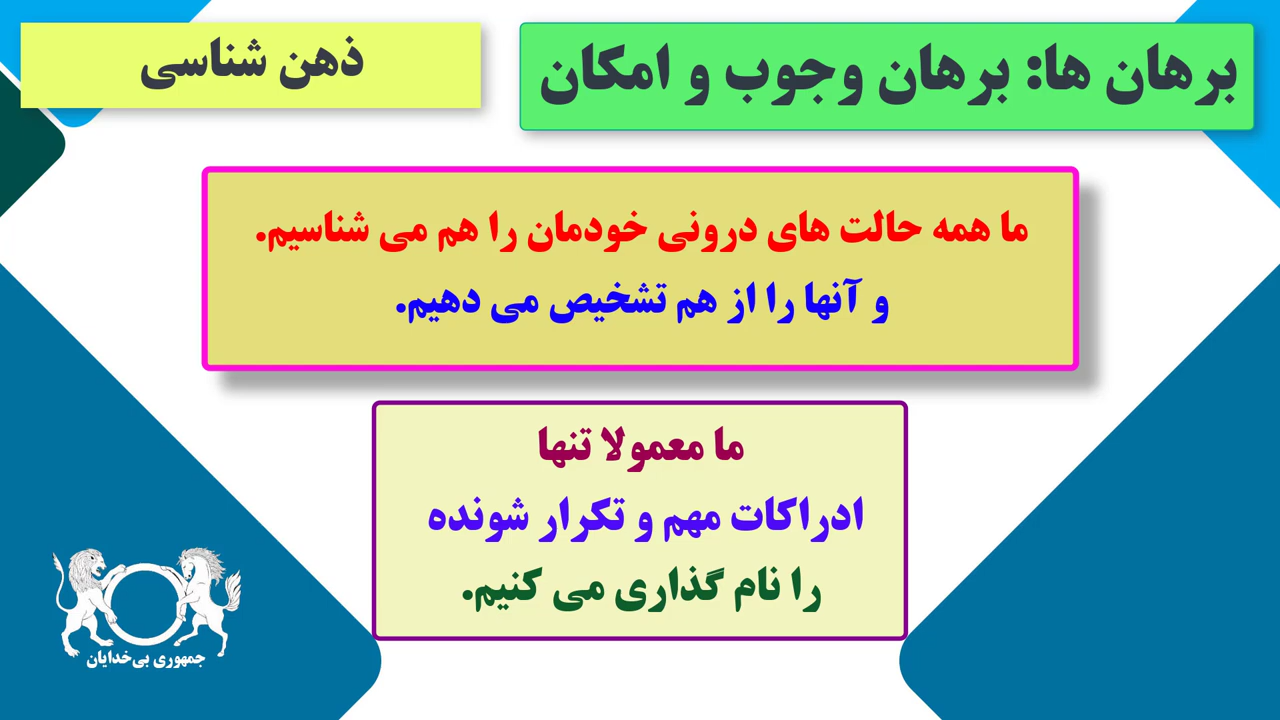 برهان ها: برهان وجوب و امکان
ذهن شناسی
ما همه حالت های درونی خودمان را هم می شناسیم.
و آنها را از هم تشخیص می دهیم.
ما معمولا تنها
ادراکات مهم و تکرار شونده
را نام گذاری می کنیم.
جمهوری بی‌خدایان